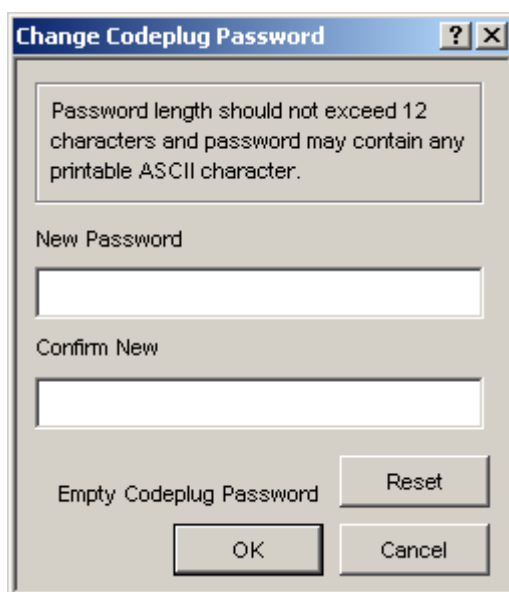 Change Codeplug Password
Password length should not exceed 12
characters and password may contain any
printable ASCII character.
New Password
Confirm New
Empty Codeplug Password
Reset
OK
Cancel